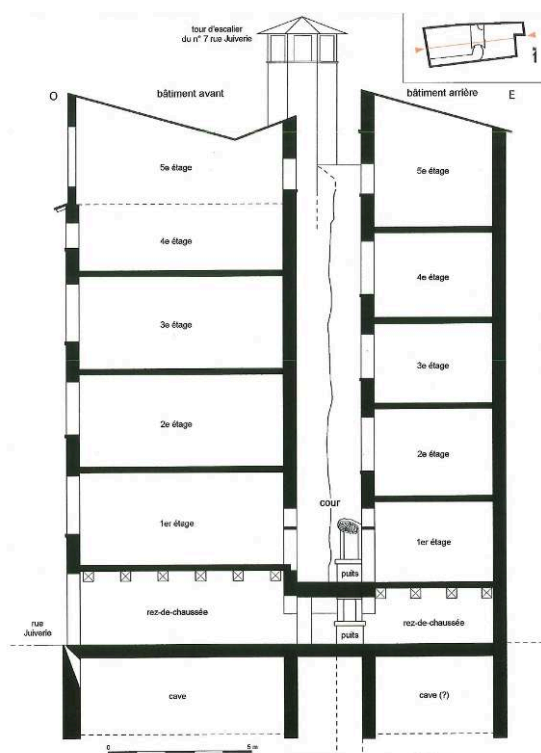 tour d'escalier
du n° 7 rue Juiverie
O
bâtiment avant
bâtiment arrière
E
5e étage
5e étage
4e étage
4e étage
3e étage
3e étage
2e étage
2e étage
cour
1er étage
1er étage
puits
rez-de-chaussée
rez-de-chaussée
rue
Juiverie
puits
cave
cave (?)
0
5 m